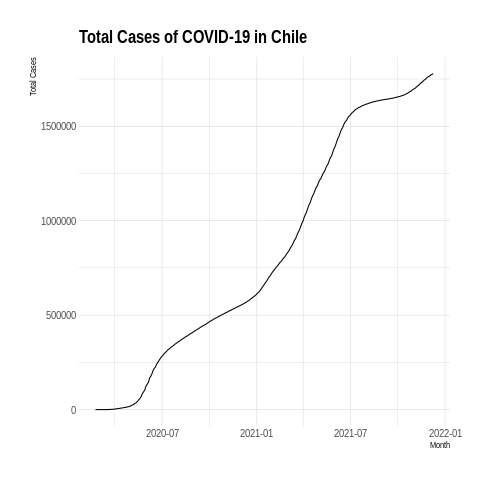 Total Cases of COVID-19 in Chile
Total Cases
1500000
1000000
500000
0
2020-07
2021-01
2021-07
2022-01
Month